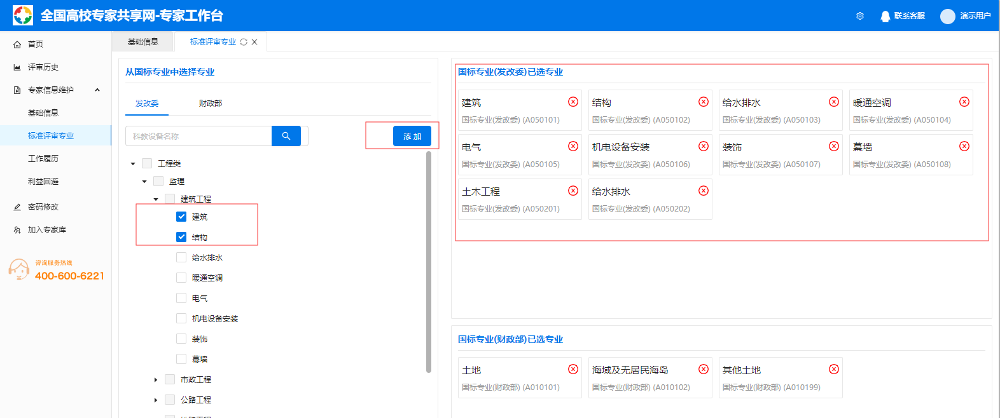 全国高校专家共享网-专家工作台
联系客服
演示用户
首页
评审历史
专家信息维护
基础信息
标准评审专业
工作履历
利益回避
密码修改
加入专家库
咨询服务热线
400-600-6221
基础信息
标准评审专业
从国标专业中选择专业
发改委
财政部
科教设备名称
添 加
工程类
监理
建筑工程
建筑
结构
给水排水
暖通空调
电气
机电设备安装
装饰
幕墙
市政工程
公路工程
国标专业(发改委)已选专业
建筑
国标专业(发改委) (A050101)
结构
国标专业(发改委) (A050102)
给水排水
国标专业(发改委) (A050103)
暖通空调
国标专业(发改委) (A050104)
电气
国标专业(发改委) (A050105)
机电设备安装
国标专业(发改委) (A050106)
装饰
国标专业(发改委) (A050107)
幕墙
国标专业(发改委) (A050108)
土木工程
国标专业(发改委) (A050201)
给水排水
国标专业(发改委) (A050202)
国标专业(财政部)已选专业
土地
国标专业(财政部) (A010101)
海域及无居民海岛
国标专业(财政部) (A010102)
其他土地
国标专业(财政部) (A010199)